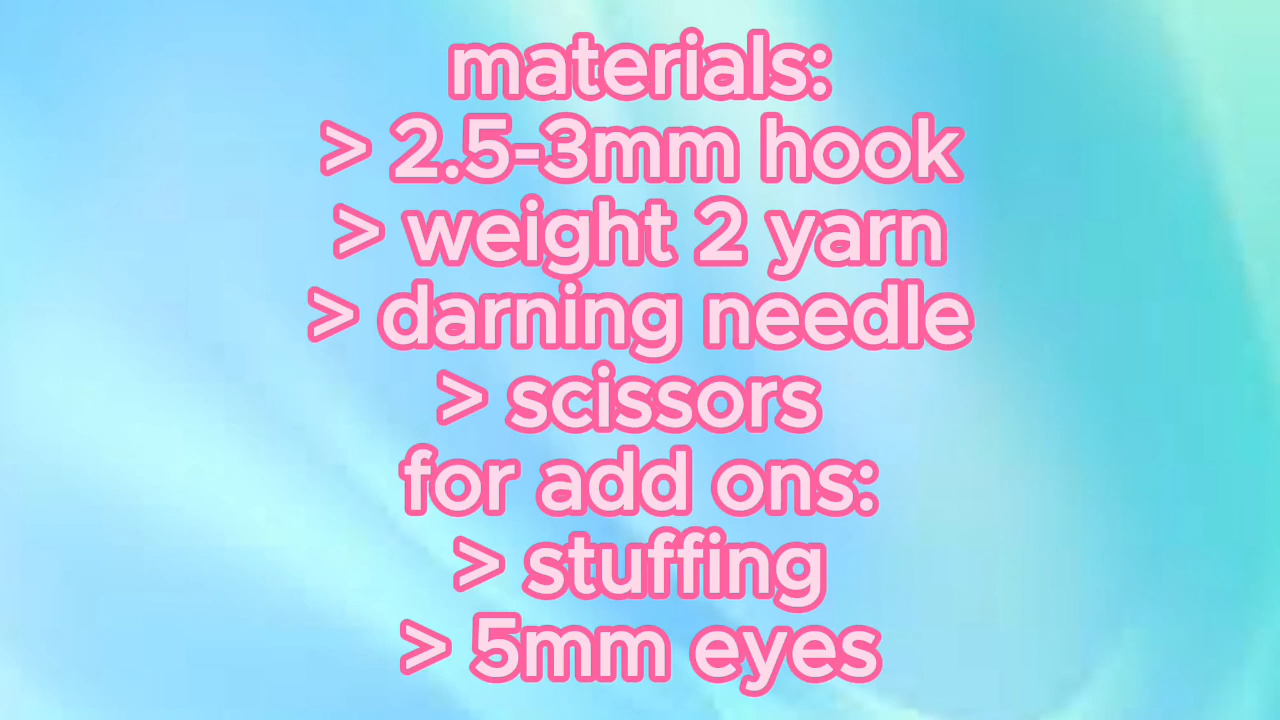 materials:
> 2.5-3mm hook
> weight 2 yarn
> darning needle
> scissors
for add ons:
> stuffing
> 5mm eyes